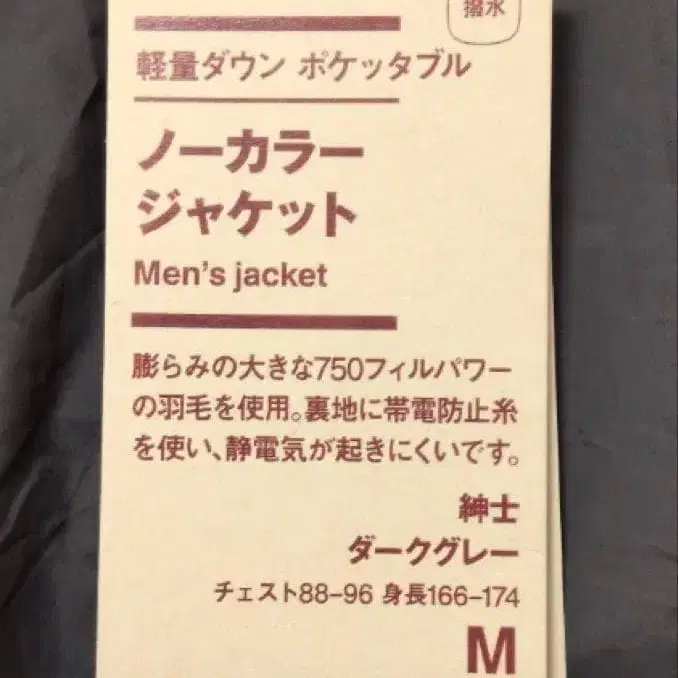 撥水
軽量ダウン ポケッタブル
ノーカラー
ジャケット
Men's jacket
膨らみの大きな750フィルパワー
の羽毛を使用。裏地に帯電防止糸
を使い、静電気が起きにくいです。
紳士
ダークグレー
チェスト88-96 身長166-174
M